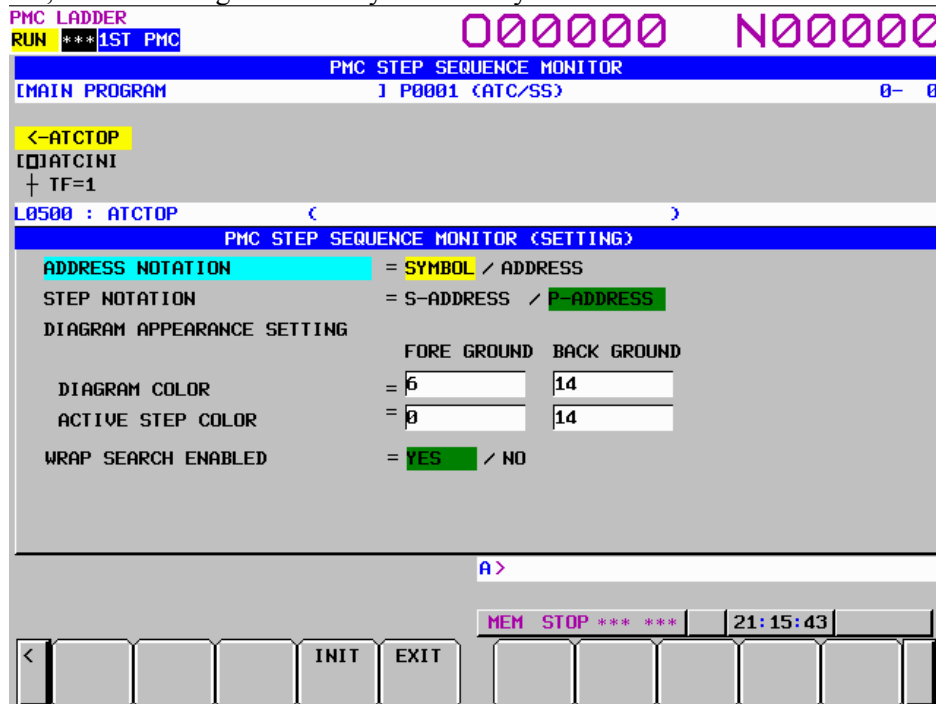 PMC LADDER
RUN ***1ST PMC O00000 N00000
PMC STEP SEQUENCE MONITOR
[MAIN PROGRAM ] P0001 (ATC/SS) 0- 0
<-ATCTOP
[□]ATCINI
┼ TF=1
L0500 : ATCTOP ( )
PMC STEP SEQUENCE MONITOR (SETTING)
ADDRESS NOTATION = SYMBOL / ADDRESS
STEP NOTATION = S-ADDRESS / P-ADDRESS
DIAGRAM APPEARANCE SETTING
FORE GROUND BACK GROUND
DIAGRAM COLOR = 6 14
ACTIVE STEP COLOR = 0 14
WRAP SEARCH ENABLED = YES / NO
A>
MEM STOP *** *** 21:15:43
< INIT EXIT